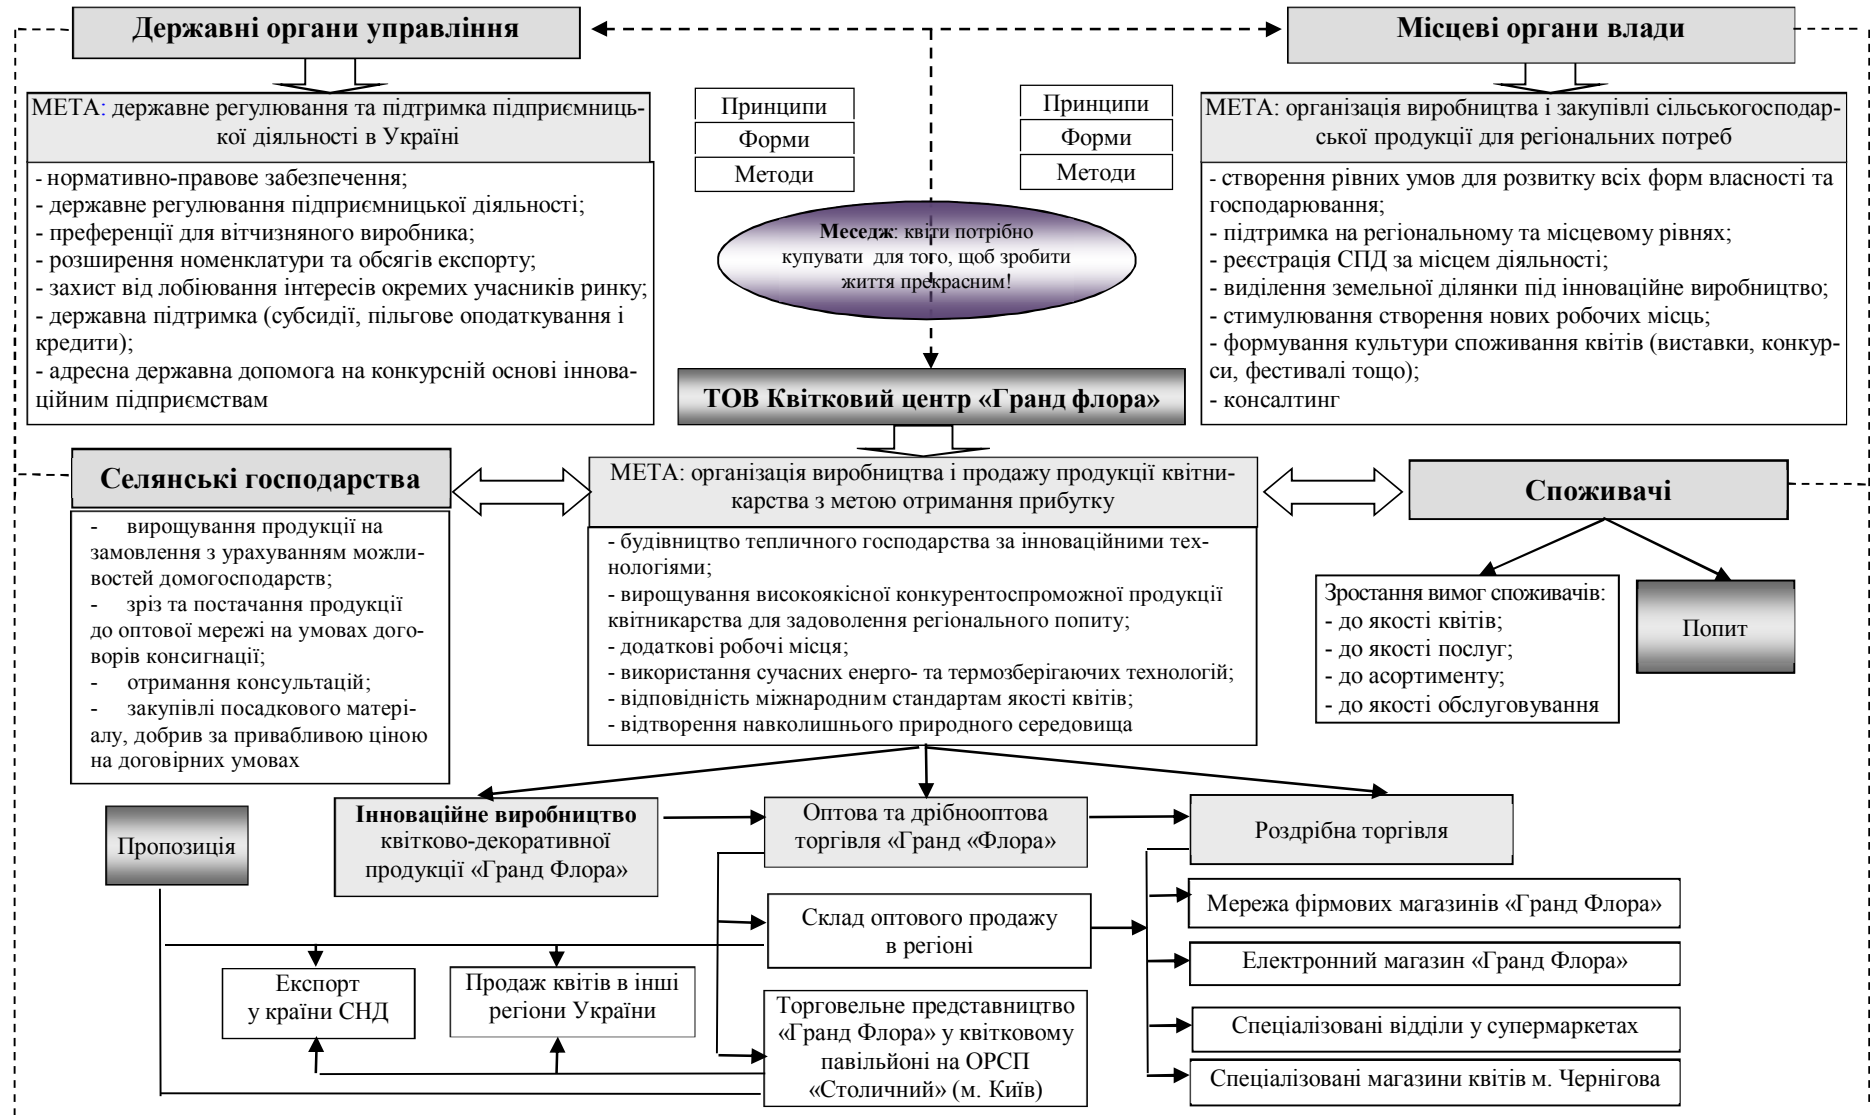 Державні органи управління
Місцеві органи влади
МЕТА: державне регулювання та підтримка підприємниць-
кої діяльності в Україні
- нормативно-правове забезпечення;
- державне регулювання підприємницької діяльності;
- преференції для вітчизняного виробника;
- розширення номенклатури та обсягів експорту;
- захист від лобіювання інтересів окремих учасників ринку;
- державна підтримка (субсидії, пільгове оподаткування і
кредити);
- адресна державна допомога на конкурсній основі іннова-
ційним підприємствам
Принципи
Форми
Методи
Принципи
Форми
Методи
МЕТА: організація виробництва і закупівлі сільськогосподар-
ської продукції для регіональних потреб
- створення рівних умов для розвитку всіх форм власності та
господарювання;
- підтримка на регіональному та місцевому рівнях;
- реєстрація СПД за місцем діяльності;
- виділення земельної ділянки під інноваційне виробництво;
- стимулювання створення нових робочих місць;
- формування культури споживання квітів (виставки, конкур-
си, фестивалі тощо);
- консалтинг
Меседж: квіти потрібно
купувати для того, щоб зробити
життя прекрасним!
ТОВ Квітковий центр «Гранд флора»
Селянські господарства
- вирощування продукції на
замовлення з урахуванням можли-
востей домогосподарств;
- зріз та постачання продукції
до оптової мережі на умовах дого-
ворів консигнації;
- отримання консультацій;
- закупівлі посадкового матері-
алу, добрив за привабливою ціною
на договірних умовах
МЕТА: організація виробництва і продажу продукції квітни-
карства з метою отримання прибутку
- будівництво тепличного господарства за інноваційними тех-
нологіями;
- вирощування високоякісної конкурентоспроможної продукції
квітникарства для задоволення регіонального попиту;
- додаткові робочі місця;
- використання сучасних енерго- та термозберігаючих технологій;
- відповідність міжнародним стандартам якості квітів;
- відтворення навколишнього природного середовища
Споживачі
Зростання вимог споживачів:
- до якості квітів;
- до якості послуг;
- до асортименту;
- до якості обслуговування
Попит
Пропозиція
Інноваційне виробництво
квітково-декоративної
продукції «Гранд Флора»
Оптова та дрібнооптова
торгівля «Гранд «Флора»
Роздрібна торгівля
Склад оптового продажу
в регіоні
Мережа фірмових магазинів «Гранд Флора»
Електронний магазин «Гранд Флора»
Спеціалізовані відділи у супермаркетах
Спеціалізовані магазини квітів м. Чернігова
Експорт
у країни СНД
Продаж квітів в інші
регіони України
Торговельне представництво
«Гранд Флора» у квітковому
павільйоні на ОРСП
«Столичний» (м. Київ)